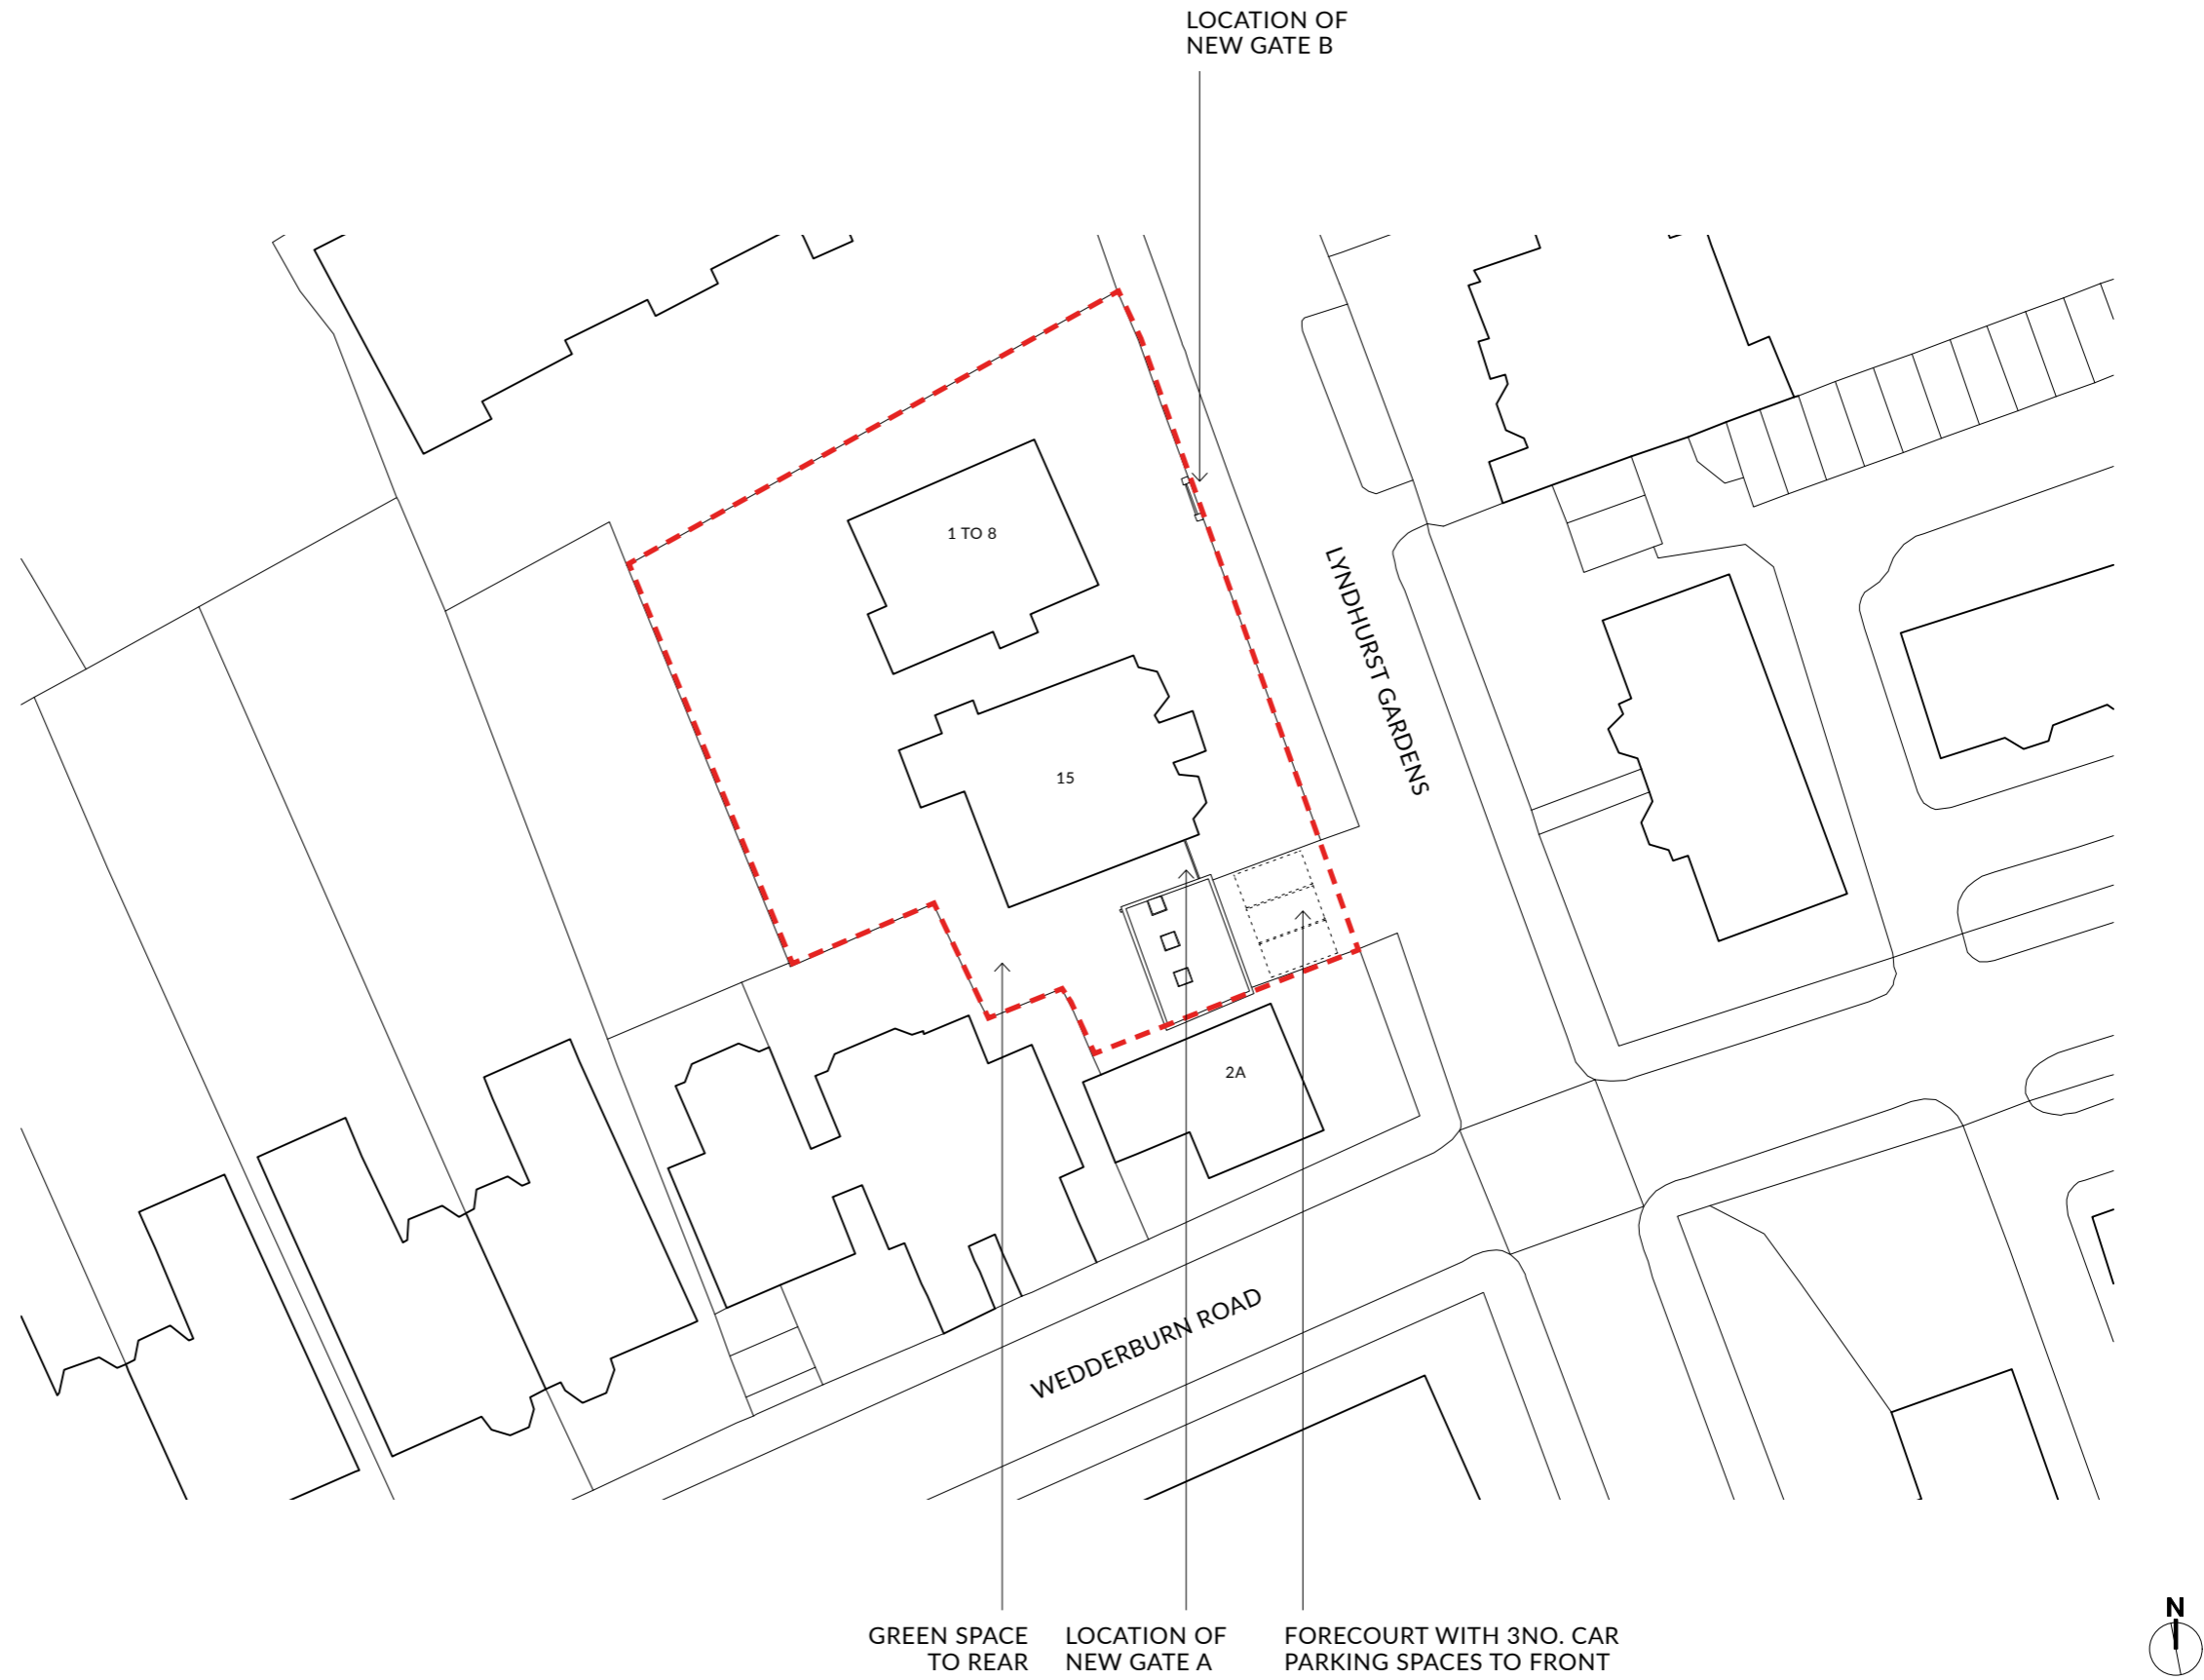 LOCATION OF
NEW GATE B
1 TO 8
LYNDHURST GARDENS
15
2A
WEDDERBURN ROAD
GREEN SPACE
TO REAR
LOCATION OF
NEW GATE A
FORECOURT WITH 3NO. CAR
PARKING SPACES TO FRONT
N